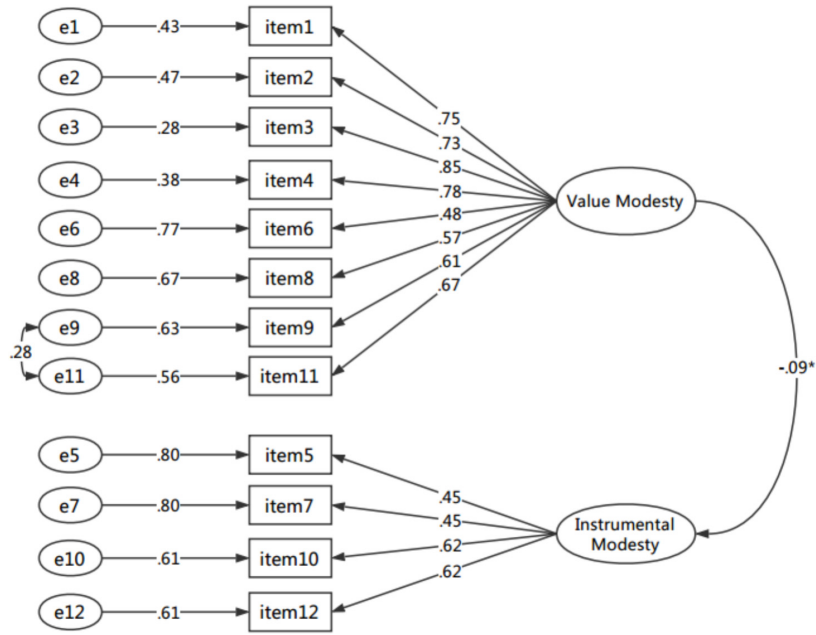 e1 .43 item1
e2 .47 item2
e3 .28 item3
e4 .38 item4
e6 .77 item6
e8 .67 item8
e9 .63 item9
e11 .56 item11
.28
.75
.73
.85
.78
.48
.57
.61
.67
Value Modesty
-.09*
e5 .80 item5
e7 .80 item7
e10 .61 item10
e12 .61 item12
.45
.45
.62
.62
Instrumental
Modesty